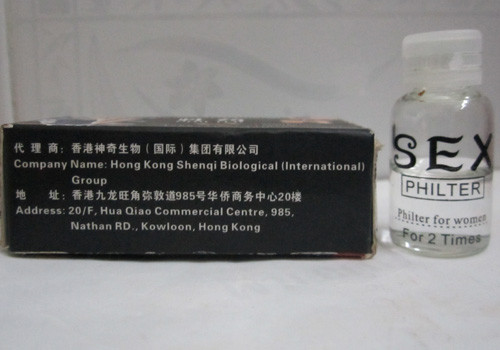 代 理 商：香港神奇生物（国际）集团有限公司
Company Name: Hong Kong Shenqi Biological (International)
Group
地 址：香港九龙旺角弥敦道985号华侨商务中心20楼
Address: 20/F, Hua Qiao Commercial Centre, 985,
Nathan RD., Kowloon, Hong Kong
SEX
PHILTER
Philter for women
For 2 Times